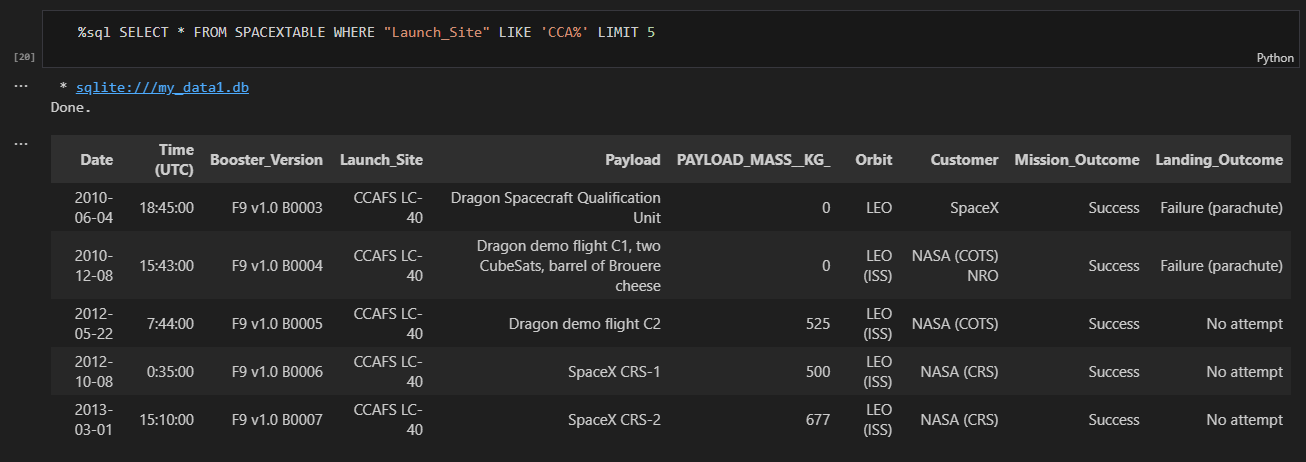 %sql SELECT * FROM SPACEXTABLE WHERE "Launch_Site" LIKE 'CCA%' LIMIT 5
[20]
Python
... * sqlite:///my_data1.db
Done.
...
Date Time (UTC) Booster_Version Launch_Site Payload PAYLOAD_MASS__KG_ Orbit Customer Mission_Outcome Landing_Outcome
2010-06-04 18:45:00 F9 v1.0 B0003 CCAFS LC-40 Dragon Spacecraft Qualification Unit 0 LEO SpaceX Success Failure (parachute)
2010-12-08 15:43:00 F9 v1.0 B0004 CCAFS LC-40 Dragon demo flight C1, two CubeSats, barrel of Brouere cheese 0 LEO (ISS) NASA (COTS) NRO Success Failure (parachute)
2012-05-22 7:44:00 F9 v1.0 B0005 CCAFS LC-40 Dragon demo flight C2 525 LEO (ISS) NASA (COTS) Success No attempt
2012-10-08 0:35:00 F9 v1.0 B0006 CCAFS LC-40 SpaceX CRS-1 500 LEO (ISS) NASA (CRS) Success No attempt
2013-03-01 15:10:00 F9 v1.0 B0007 CCAFS LC-40 SpaceX CRS-2 677 LEO (ISS) NASA (CRS) Success No attempt